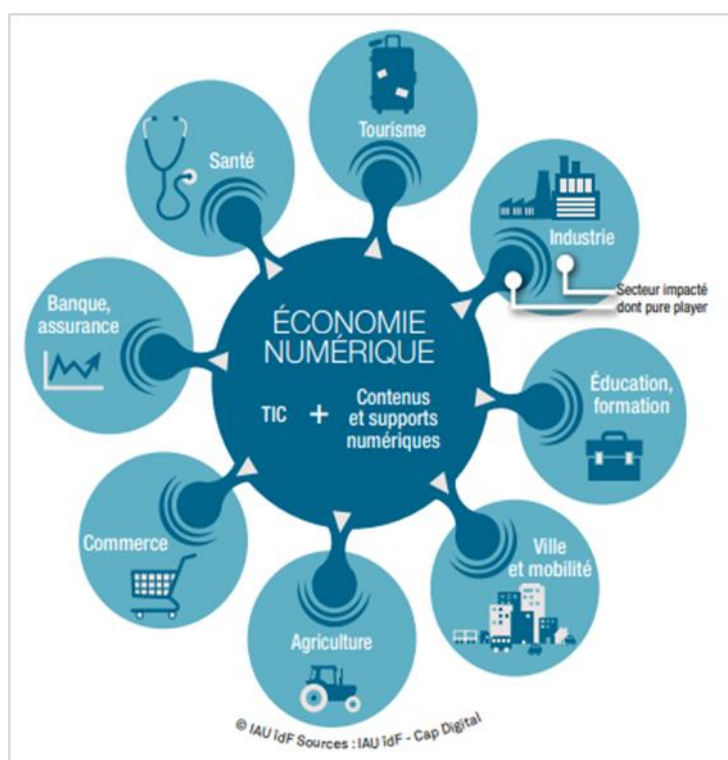 Tourisme
Santé
Industrie
Secteur impacté
dont pure player
Banque,
assurance
ÉCONOMIE
NUMÉRIQUE
TIC + Contenus
et supports
numériques
Éducation,
formation
Commerce
Ville
et mobilité
Agriculture
© IAU îdF Sources : IAU îdF - Cap Digital